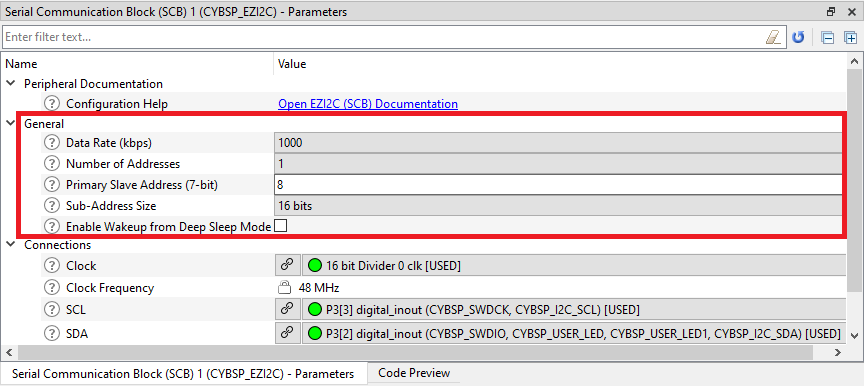 Serial Communication Block (SCB) 1 (CYBSP_EZI2C) - Parameters
Enter filter text...
Name Value
Peripheral Documentation
? Configuration Help Open EZI2C (SCB) Documentation
General
? Data Rate (kbps) 1000
? Number of Addresses 1
? Primary Slave Address (7-bit) 8
? Sub-Address Size 16 bits
? Enable Wakeup from Deep Sleep Mode
Connections
? Clock 16 bit Divider 0 clk [USED]
? Clock Frequency 48 MHz
? SCL P3[3] digital_inout (CYBSP_SWDCK, CYBSP_I2C_SCL) [USED]
? SDA P3[2] digital_inout (CYBSP_SWDIO, CYBSP_USER_LED, CYBSP_USER_LED1, CYBSP_I2C_SDA) [USED]
Serial Communication Block (SCB) 1 (CYBSP_EZI2C) - Parameters Code Preview